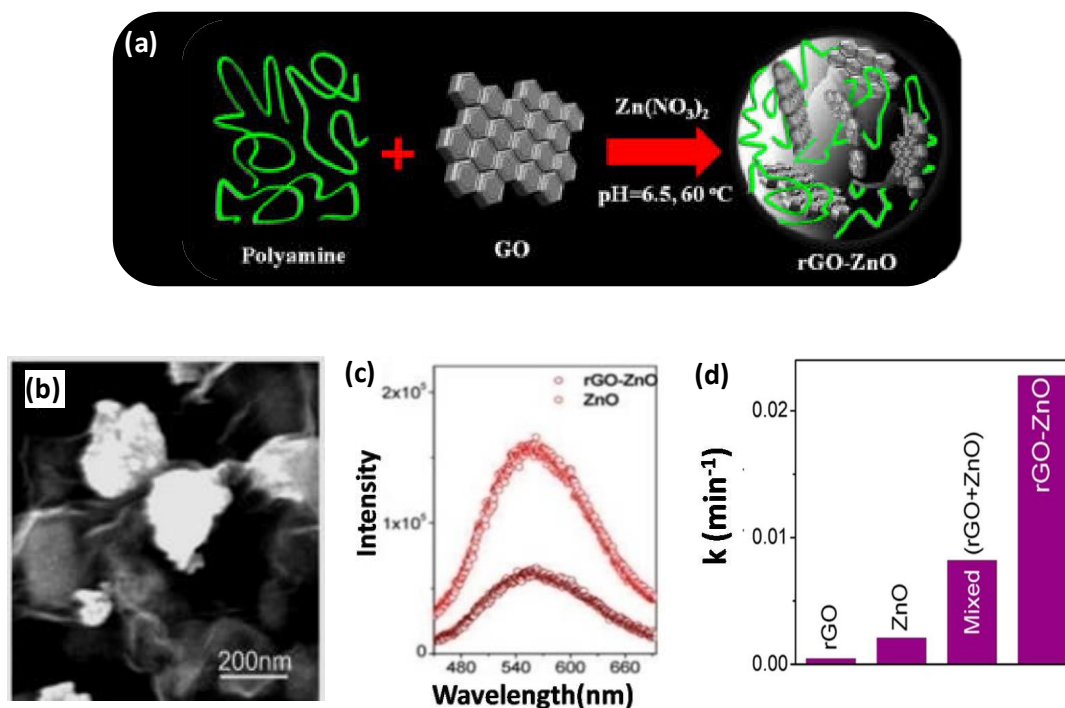 (a)
Zn(NO₃)₂
pH=6.5, 60 °C
Polyamine
GO
rGO-ZnO
(b)
200nm
(c)
rGO-ZnO
ZnO
2x10⁵
1x10⁵
0
Intensity
480 540 600 660
Wavelength(nm)
(d)
0.02
0.01
0.00
k (min⁻¹)
rGO
ZnO
Mixed (rGO+ZnO)
rGO-ZnO